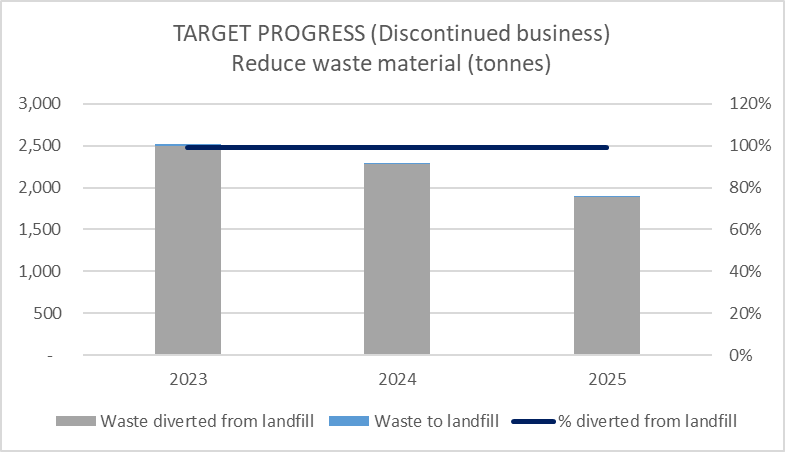 TARGET PROGRESS (Discontinued business)
Reduce waste material (tonnes)
3,000 120%
2,500 100%
2,000 80%
1,500 60%
1,000 40%
500 20%
- 0%
2023 2024 2025
Waste diverted from landfill Waste to landfill % diverted from landfill